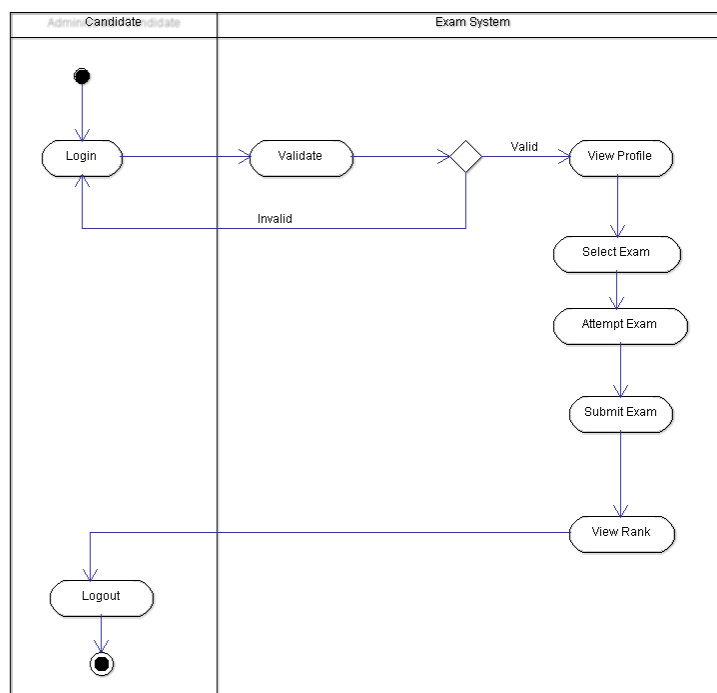 Candidate
Exam System
Login
Validate
Valid
View Profile
Invalid
Select Exam
Attempt Exam
Submit Exam
View Rank
Logout